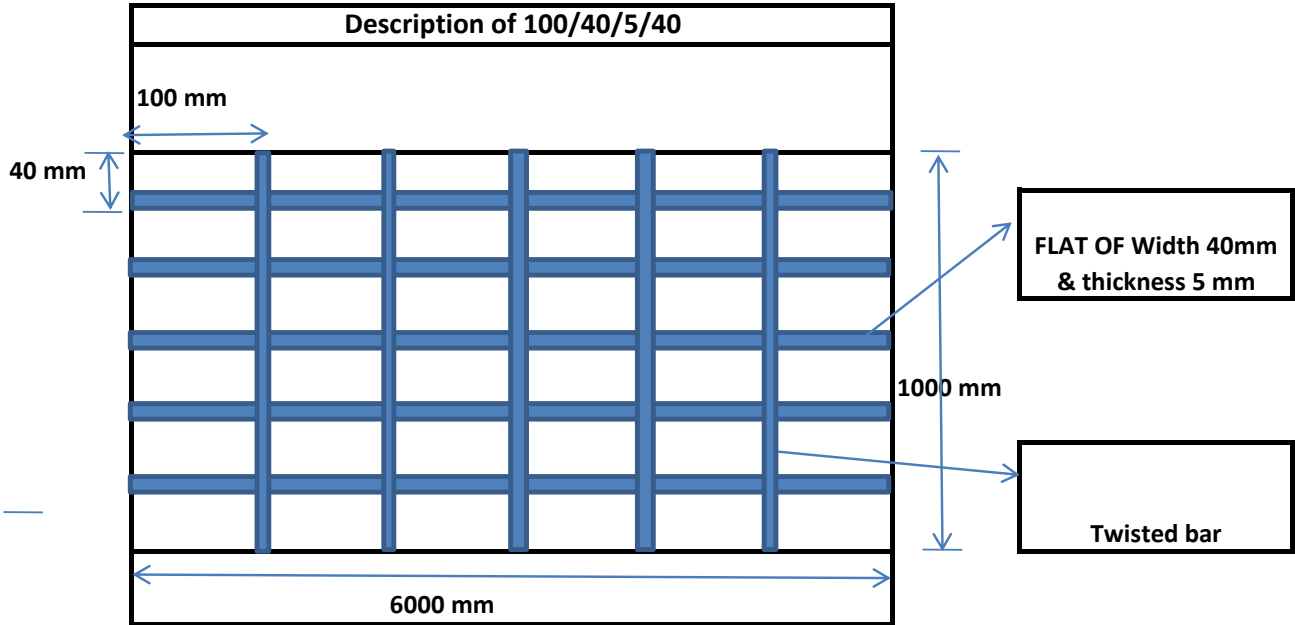 Description of 100/40/5/40
100 mm
40 mm
FLAT OF Width 40mm
& thickness 5 mm
1000 mm
Twisted bar
6000 mm